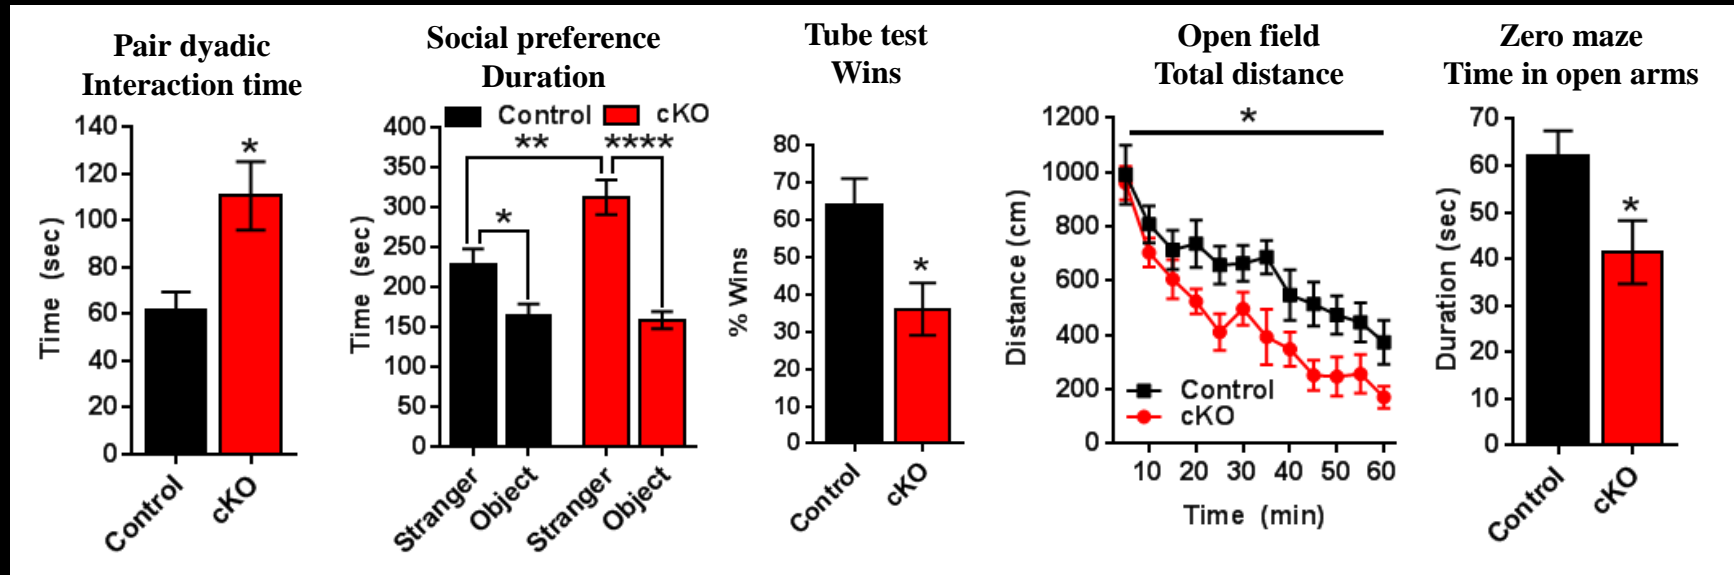 Pair dyadic
Interaction time
Time (sec)
140
120
100
80
60
40
20
0
*
Control
cKO
Social preference
Duration
Control
cKO
Time (sec)
400
350
300
250
200
150
100
50
0
**
****
*
Stranger
Object
Stranger
Object
Tube test
Wins
% Wins
80
70
60
50
40
30
20
10
0
*
Control
cKO
Open field
Total distance
Distance (cm)
1200
1000
800
600
400
200
0
*
Control
cKO
10 20 30 40 50 60
Time (min)
Zero maze
Time in open arms
Duration (sec)
70
60
50
40
30
20
10
0
*
Control
cKO